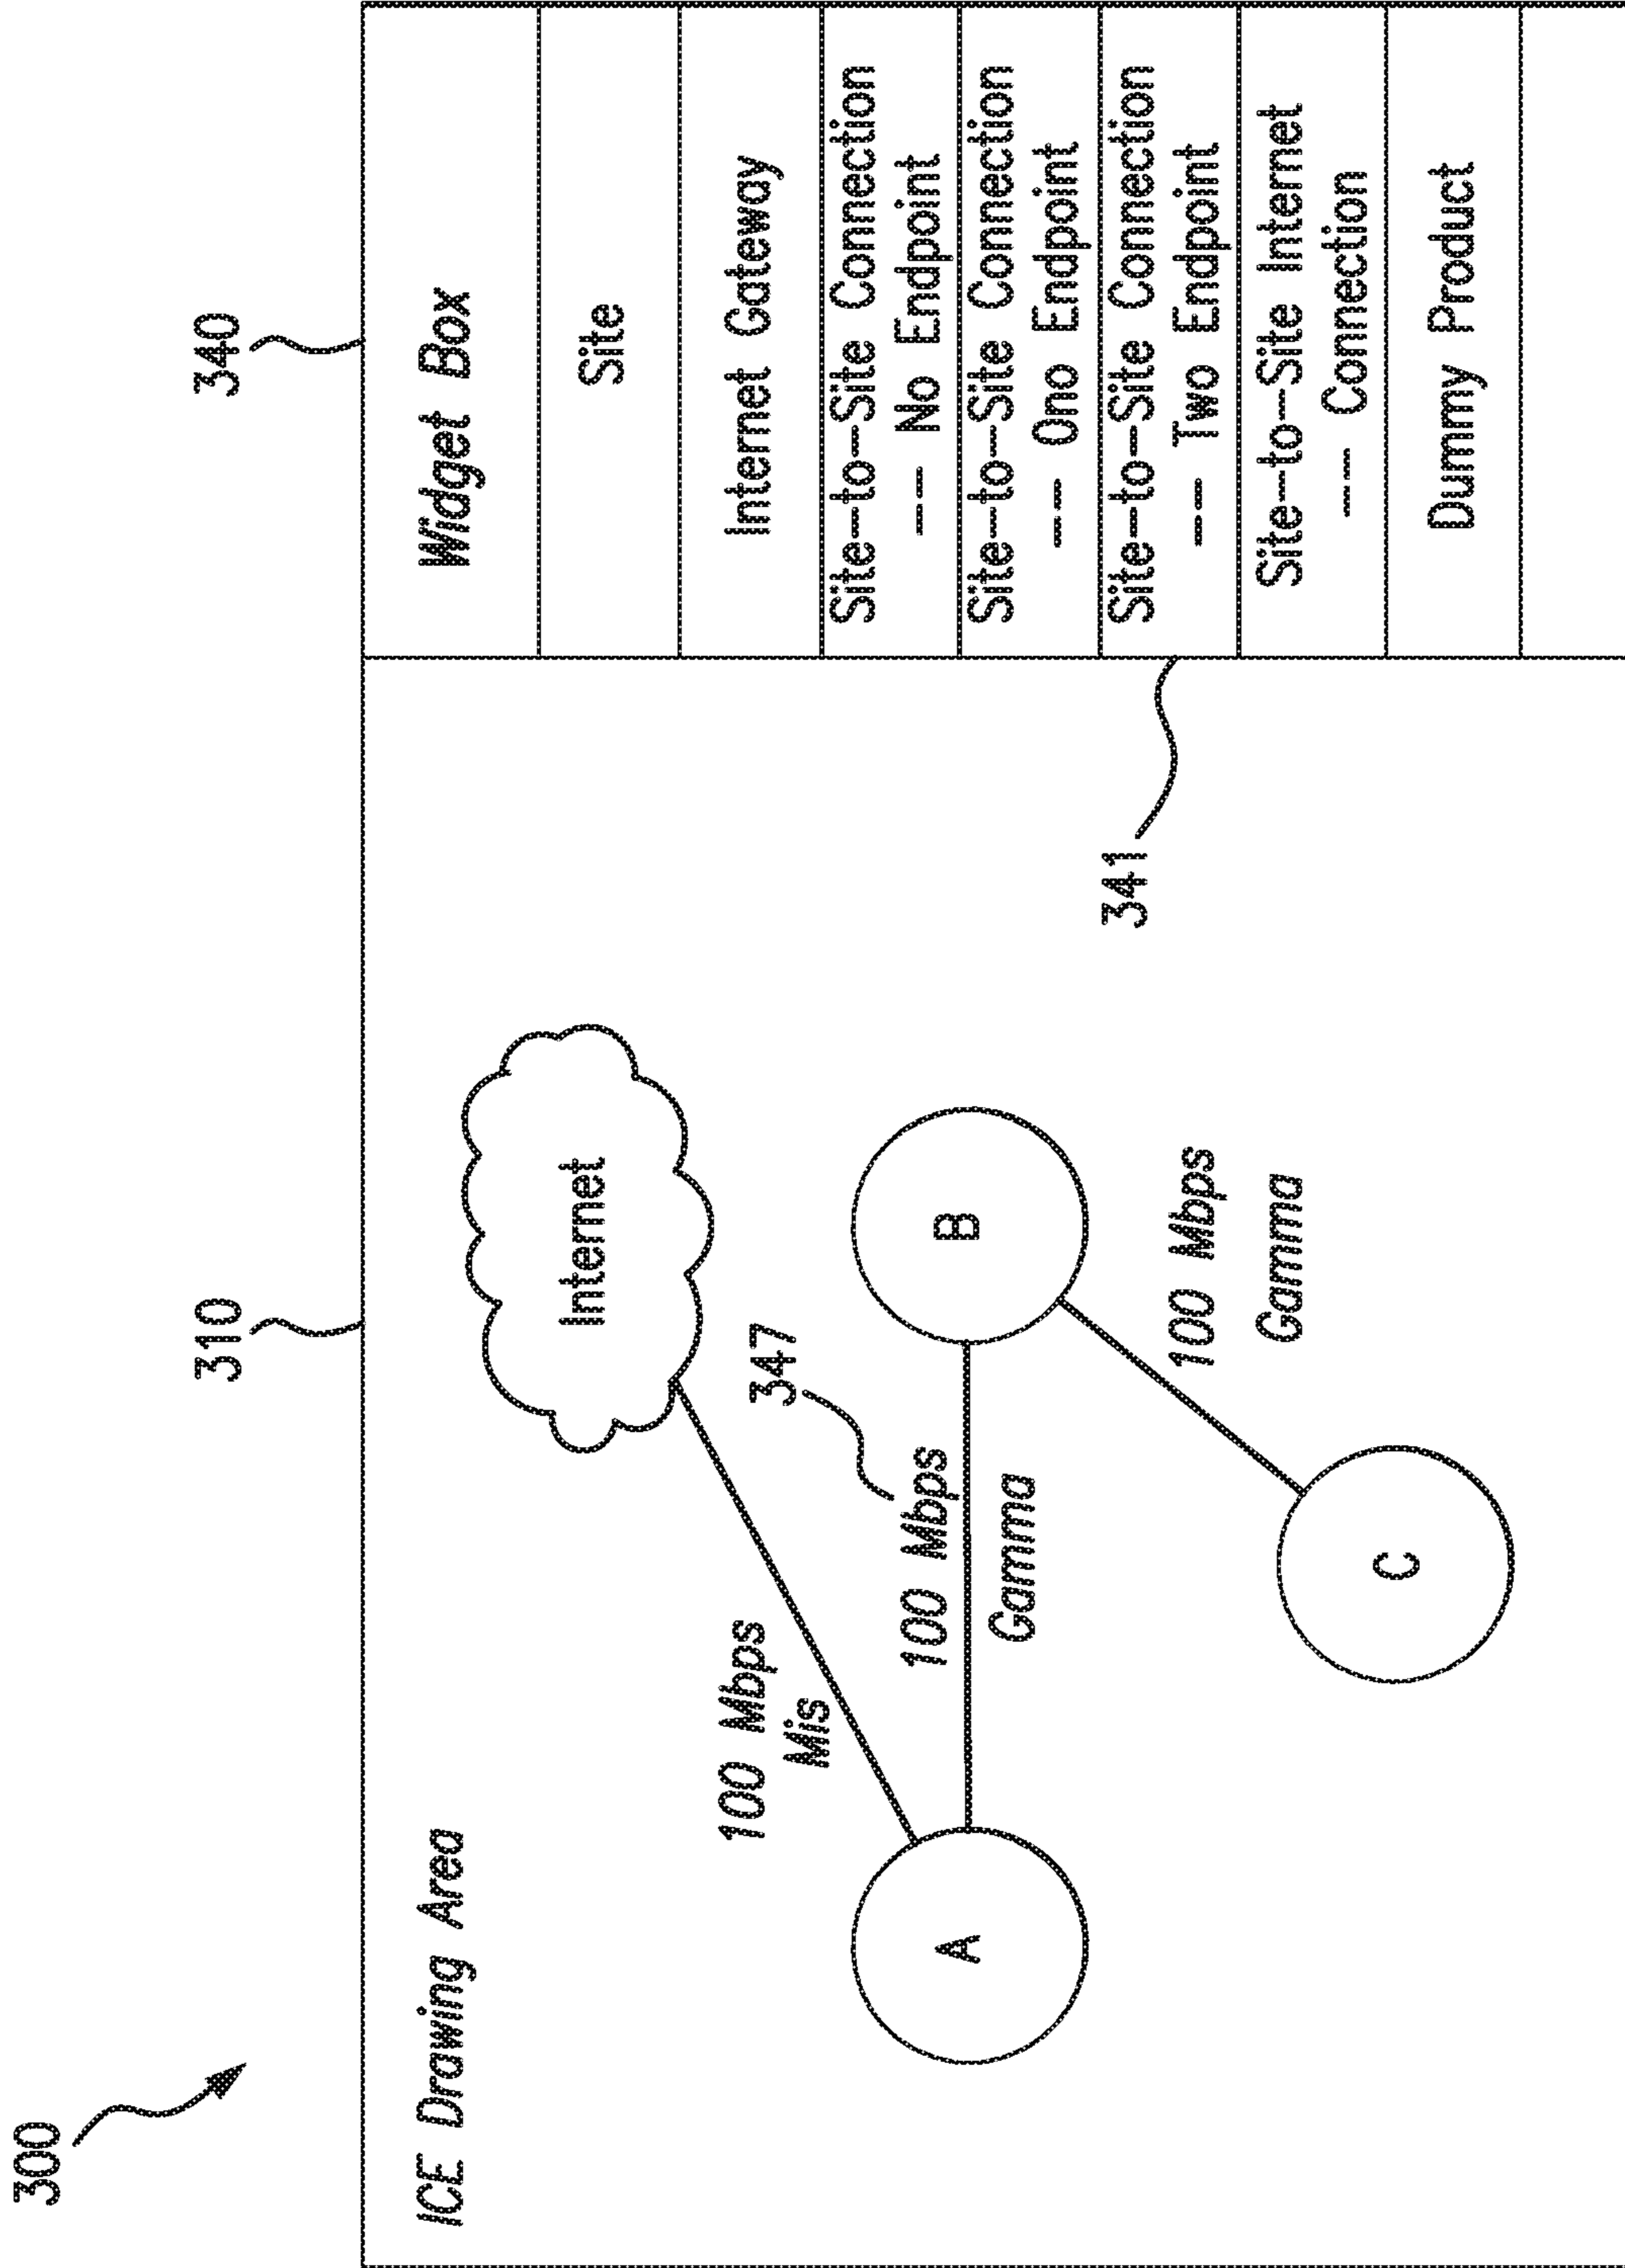 300
310
340
ICE Drawing Area
Widget Box
Site
Internet Gateway
Site-to-Site Connection
-- No Endpoint
Site-to-Site Connection
-- Ono Endpoint
Site-to-Site Connection
-- Two Endpoint
Site-to-Site Internet
-- Connection
Dummy Product
341
Internet
100 Mbps
Mis
347
100 Mbps
Gamma
A
B
100 Mbps
Gamma
C